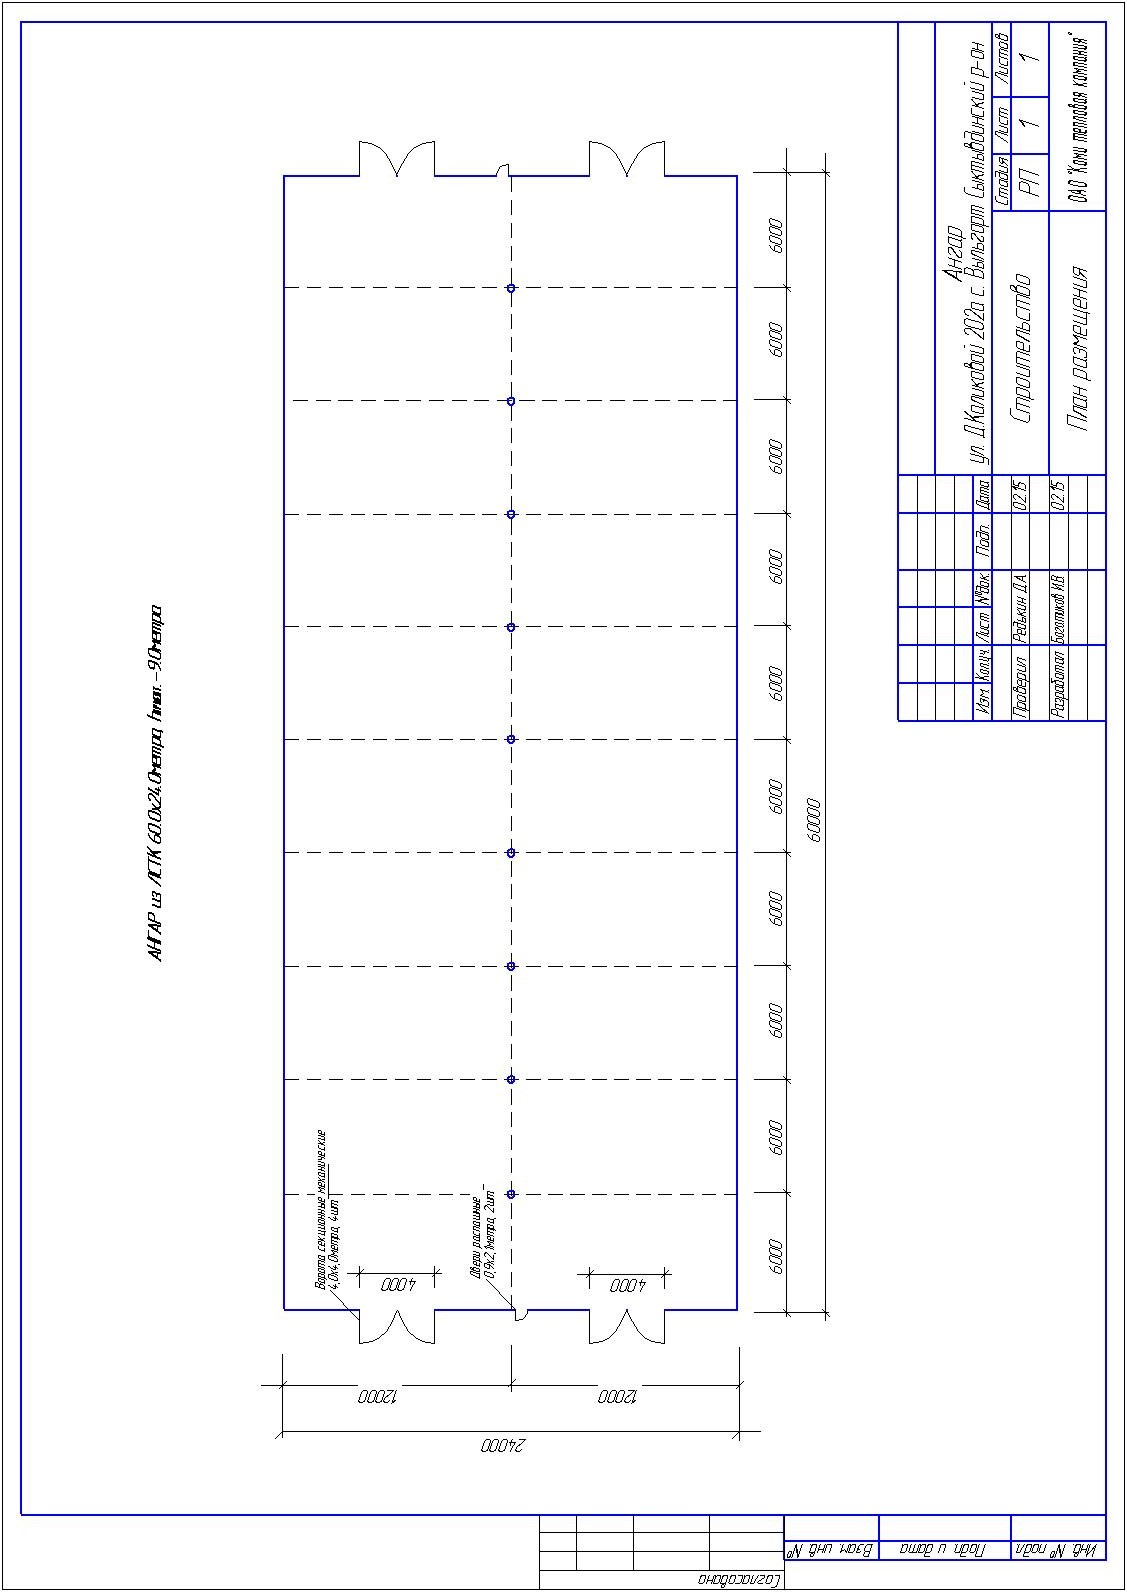 АНГАР из ЛСТК 60.0х24.0метра, hmax. – 9.0метра
Ворота секционные механические
4,0х4,0метра, 4шт
Двери распашные
0,9х2,1метра, 2шт
4000
4000
12000
12000
24000
6000
6000
6000
6000
6000
6000
6000
6000
6000
6000
60000
Ангар
ул. Д.Каликовой 202а с. Выльгорт Сыктывдинский р-он
Изм. Кол.уч. Лист №док. Подп. Дата
Проверил Редькин Д.А 02.15
Разработал Богатиков И.В 02.15
Строительство
Стадия Лист Листов
РП 1 1
План размещения
ОАО "Коми тепловая компания"
Согласовано
Взам. инв. №
Подп. и дата
Инв. № подл.